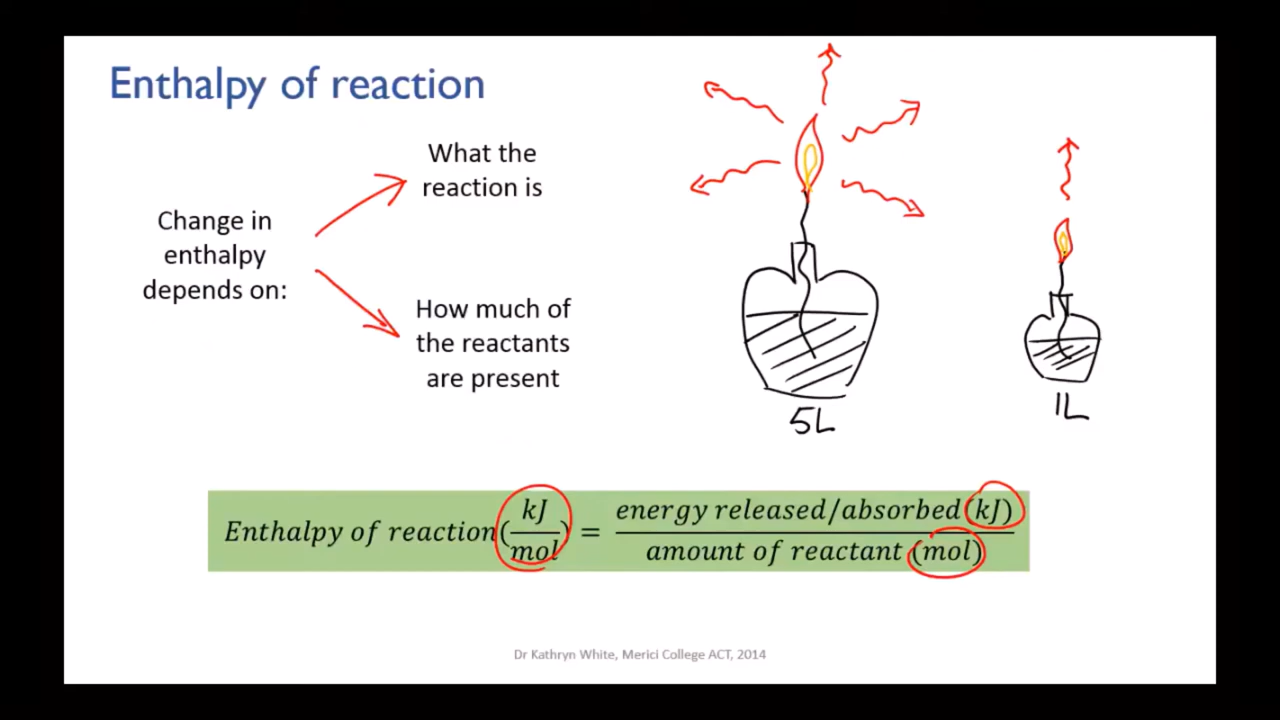 Enthalpy of reaction
Change in
enthalpy
depends on:
What the
reaction is
How much of
the reactants
are present
5L
1L
Enthalpy of reaction(kJ/mol) = energy released/absorbed(kJ)/amount of reactant (mol)
Dr Kathryn White, Merici College ACT, 2014